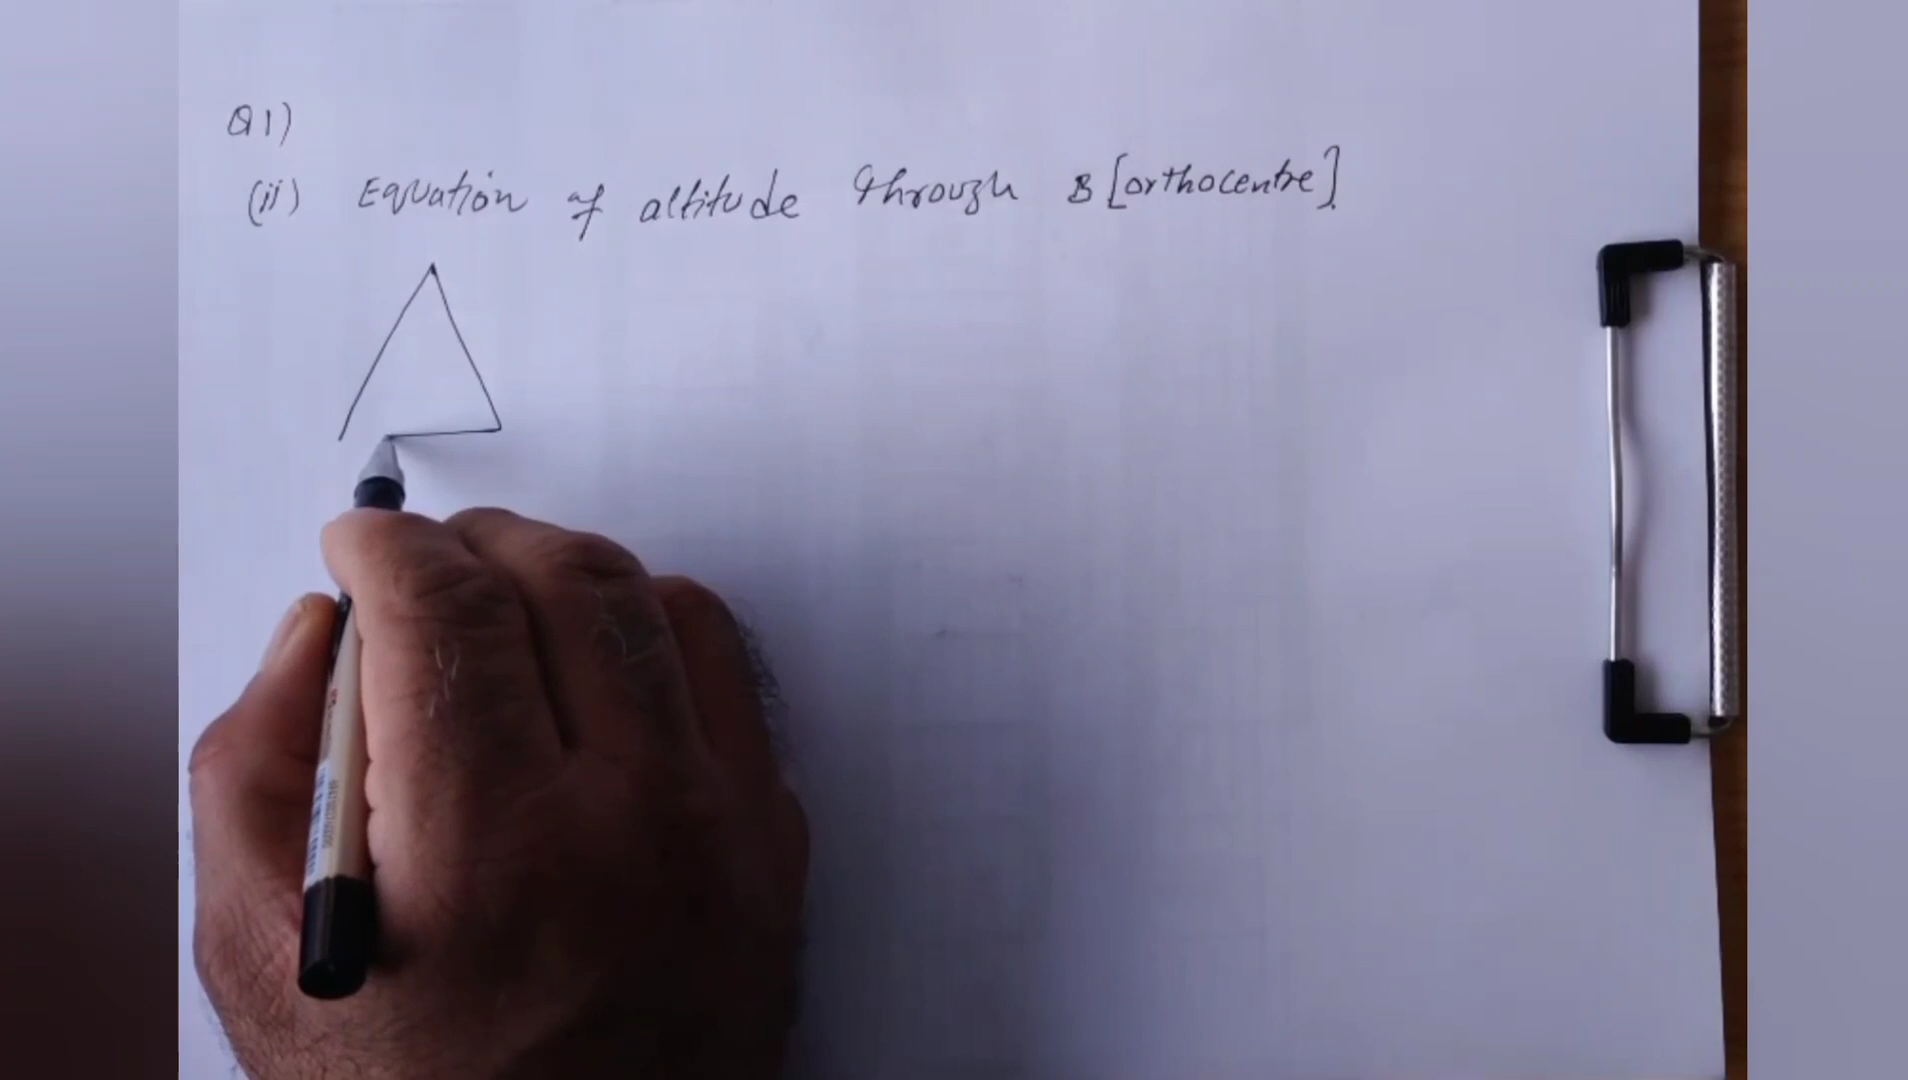 Q1)
(ii) Equation of altitude through B [orthocentre].